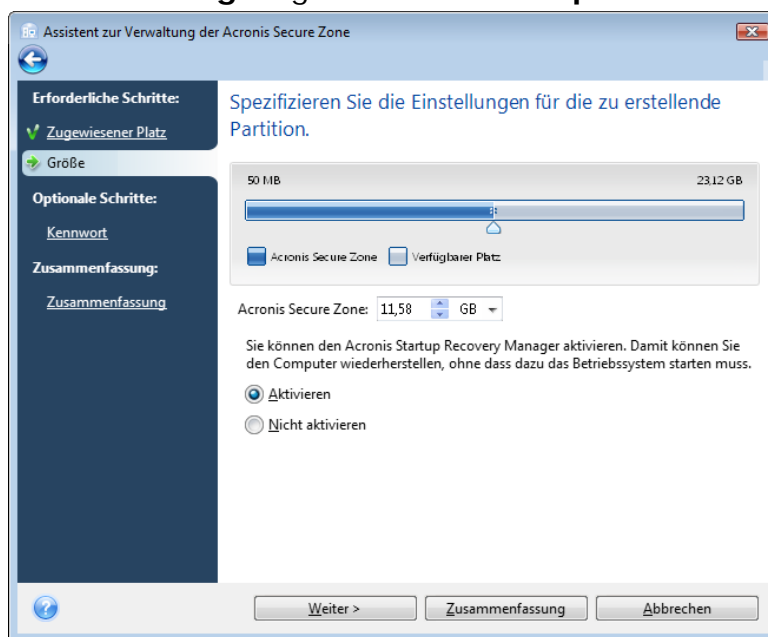 Assistent zur Verwaltung der Acronis Secure Zone
Erforderliche Schritte:
Zugewiesener Platz
Größe
Optionale Schritte:
Kennwort
Zusammenfassung:
Zusammenfassung
Spezifizieren Sie die Einstellungen für die zu erstellende
Partition.
50 MB 23,12 GB
Acronis Secure Zone Verfügbarer Platz
Acronis Secure Zone: 11,58 GB
Sie können den Acronis Startup Recovery Manager aktivieren. Damit können Sie
den Computer wiederherstellen, ohne dass dazu das Betriebssystem starten muss.
Aktivieren
Nicht aktivieren
Weiter > Zusammenfassung Abbrechen